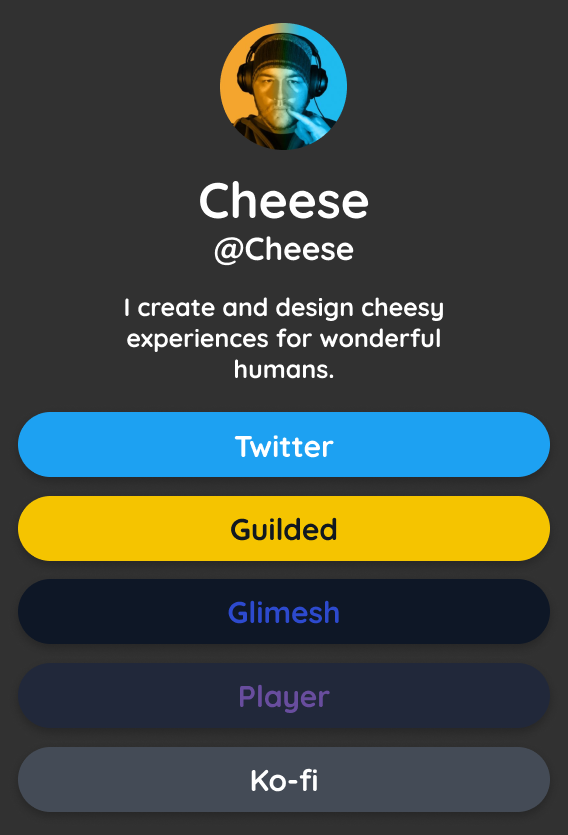 Cheese
@Cheese
I create and design cheesy
experiences for wonderful
humans.
Twitter
Guilded
Glimesh
Player
Ko-fi